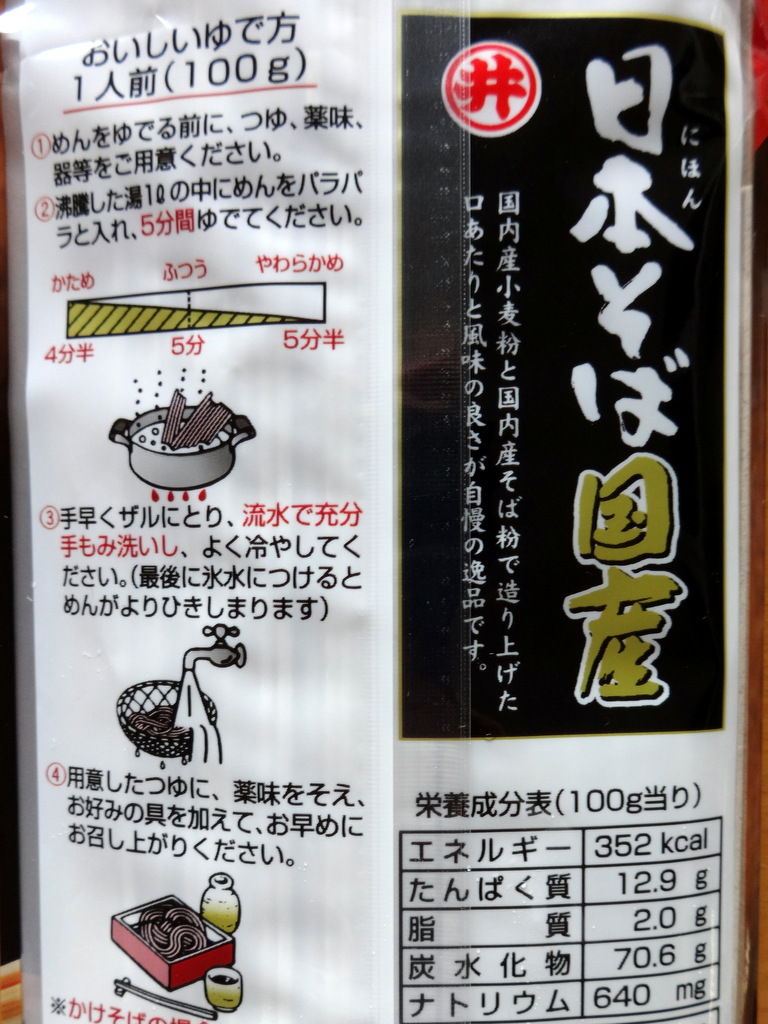 おいしいゆで方
1人前(100g)
①めんをゆでる前に、つゆ、薬味、
器等をご用意ください。
②沸騰した湯1ℓの中にめんをパラパ
ラと入れ、5分間ゆでてください。
かため ふつう やわらかめ
4分半 5分 5分半
③手早くザルにとり、流水で充分
手もみ洗いし、よく冷やしてく
ださい。(最後に氷水につけると
めんがよりひきしまります)
④用意したつゆに、薬味をそえ、
お好みの具を加えて、お早めに
お召し上がりください。
※かけそばの場合
井
日本そば国産
にほん
国内産小麦粉と国内産そば粉で造り上げた
口あたりと風味の良さが自慢の逸品です。
栄養成分表(100g当り)
エネルギー 352 kcal
たんぱく質 12.9 g
脂質 2.0 g
炭水化物 70.6 g
ナトリウム 640 mg